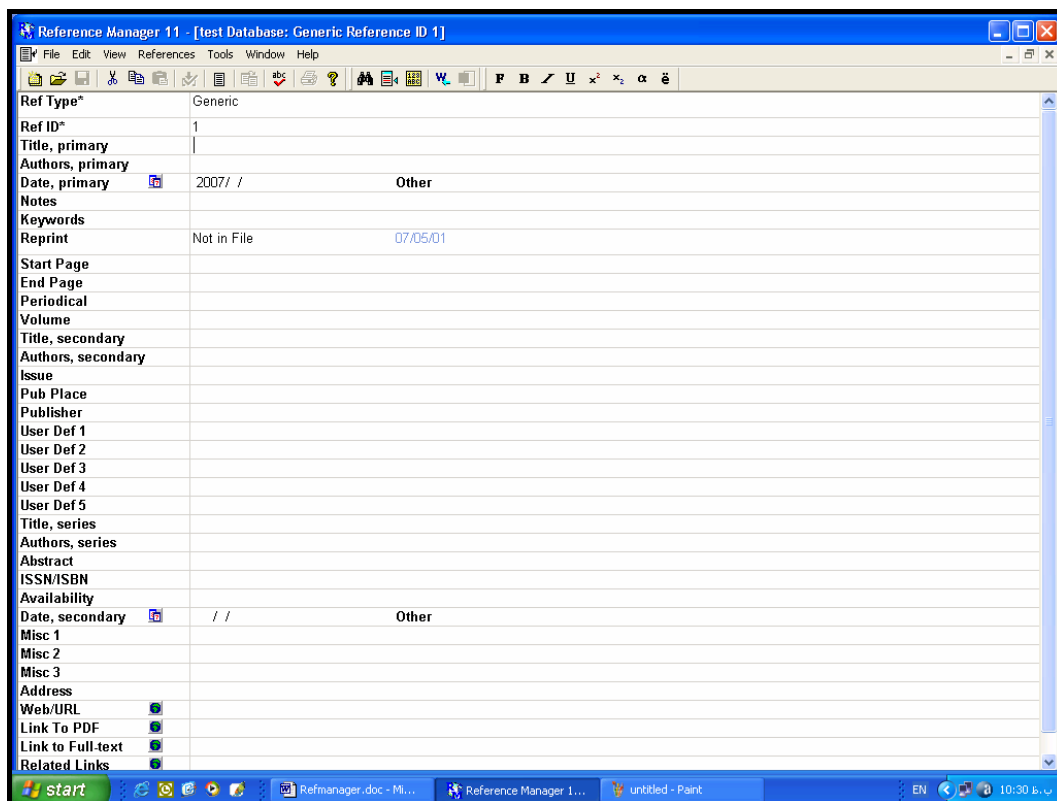 Reference Manager 11 - [test Database: Generic Reference ID 1]
File Edit View References Tools Window Help
F B I U x² x₂ α ë
Ref Type* Generic
Ref ID* 1
Title, primary
Authors, primary
Date, primary 2007/ / Other
Notes
Keywords
Reprint Not in File 07/05/01
Start Page
End Page
Periodical
Volume
Title, secondary
Authors, secondary
Issue
Pub Place
Publisher
User Def 1
User Def 2
User Def 3
User Def 4
User Def 5
Title, series
Authors, series
Abstract
ISSN/ISBN
Availability
Date, secondary / / Other
Misc 1
Misc 2
Misc 3
Address
Web/URL
Link To PDF
Link to Full-text
Related Links
start Refmanager.doc - Mi... Reference Manager 1... untitled - Paint EN 10:30 ب.ظ